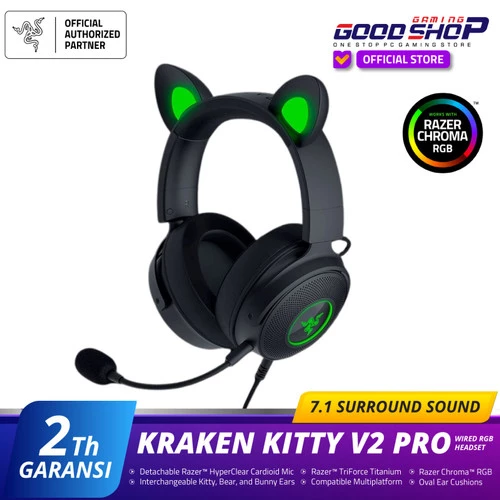 OFFICIAL
AUTHORIZED
PARTNER
GAMING
GOODSHOP
ONE STOP PC GAMING STORE
OFFICIAL STORE
WORKS WITH
RAZER
CHROMA
RGB
™
7.1 SURROUND SOUND
2Th
GARANSI
KRAKEN KITTY V2 PRO
WIRED RGB
HEADSET
• Detachable Razer™ HyperClear Cardioid Mic
• Interchangeable Kitty, Bear, and Bunny Ears
• Razer™ TriForce Titanium
• Compatible Multiplatform
• Razer Chroma™ RGB
• Oval Ear Cushions